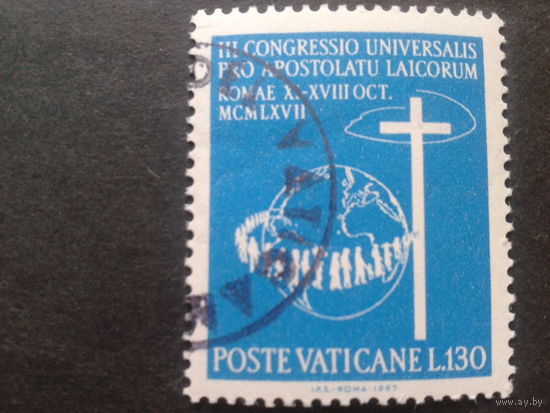 III CONGRESSIO UNIVERSALIS
PRO APOSTOLATU LAICORUM
ROMAE XI-XVIII OCT.
MCMLXVII
POSTE VATICANE L.130
I.P.S.-ROMA-1967
www.ay.by